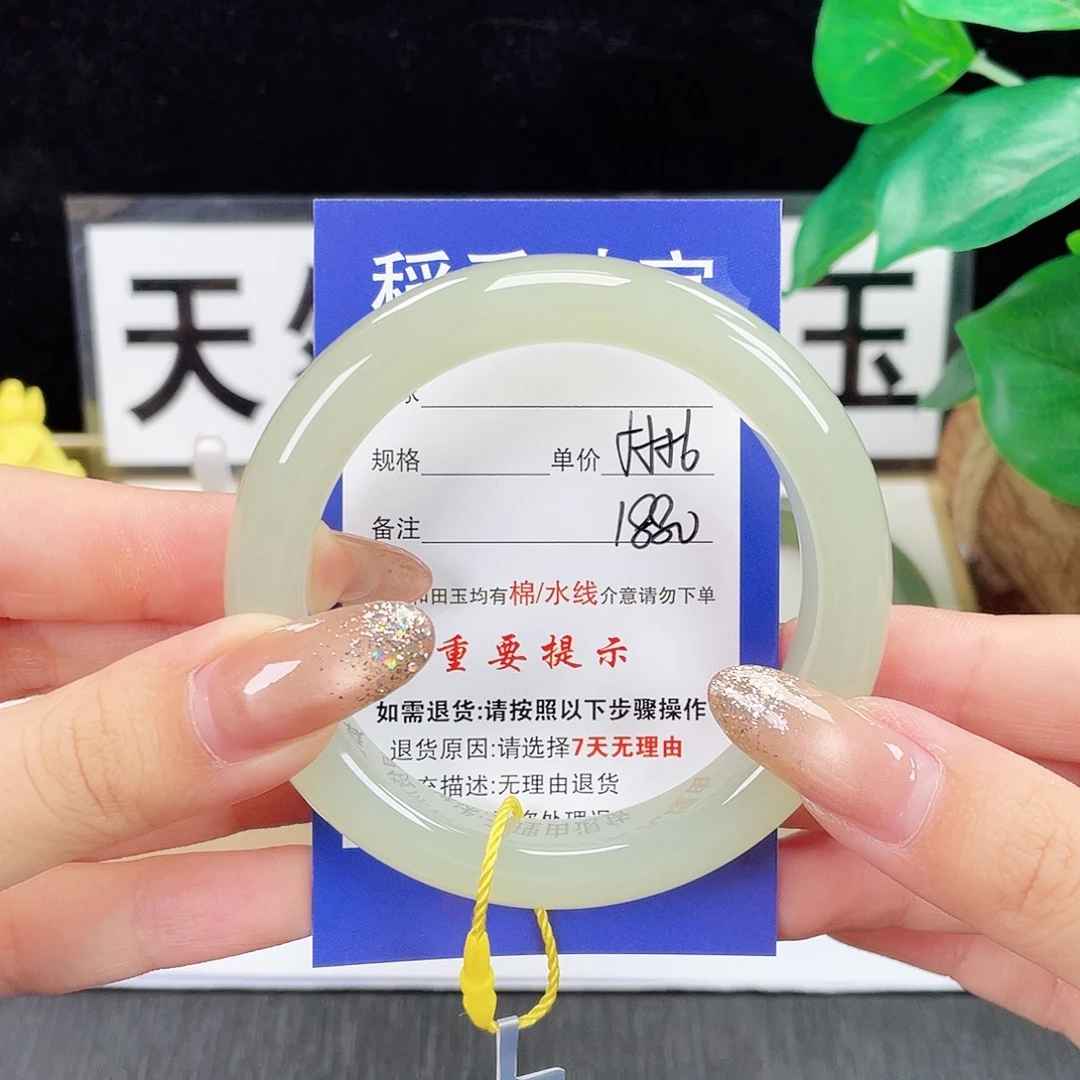 天
玉
稻
规格 单价
备注 1880
和田玉均有棉/水线介意请勿下单
重要提示
如需退货:请按照以下步骤操作
退货原因:请选择7天无理由
充描述:无理由退货